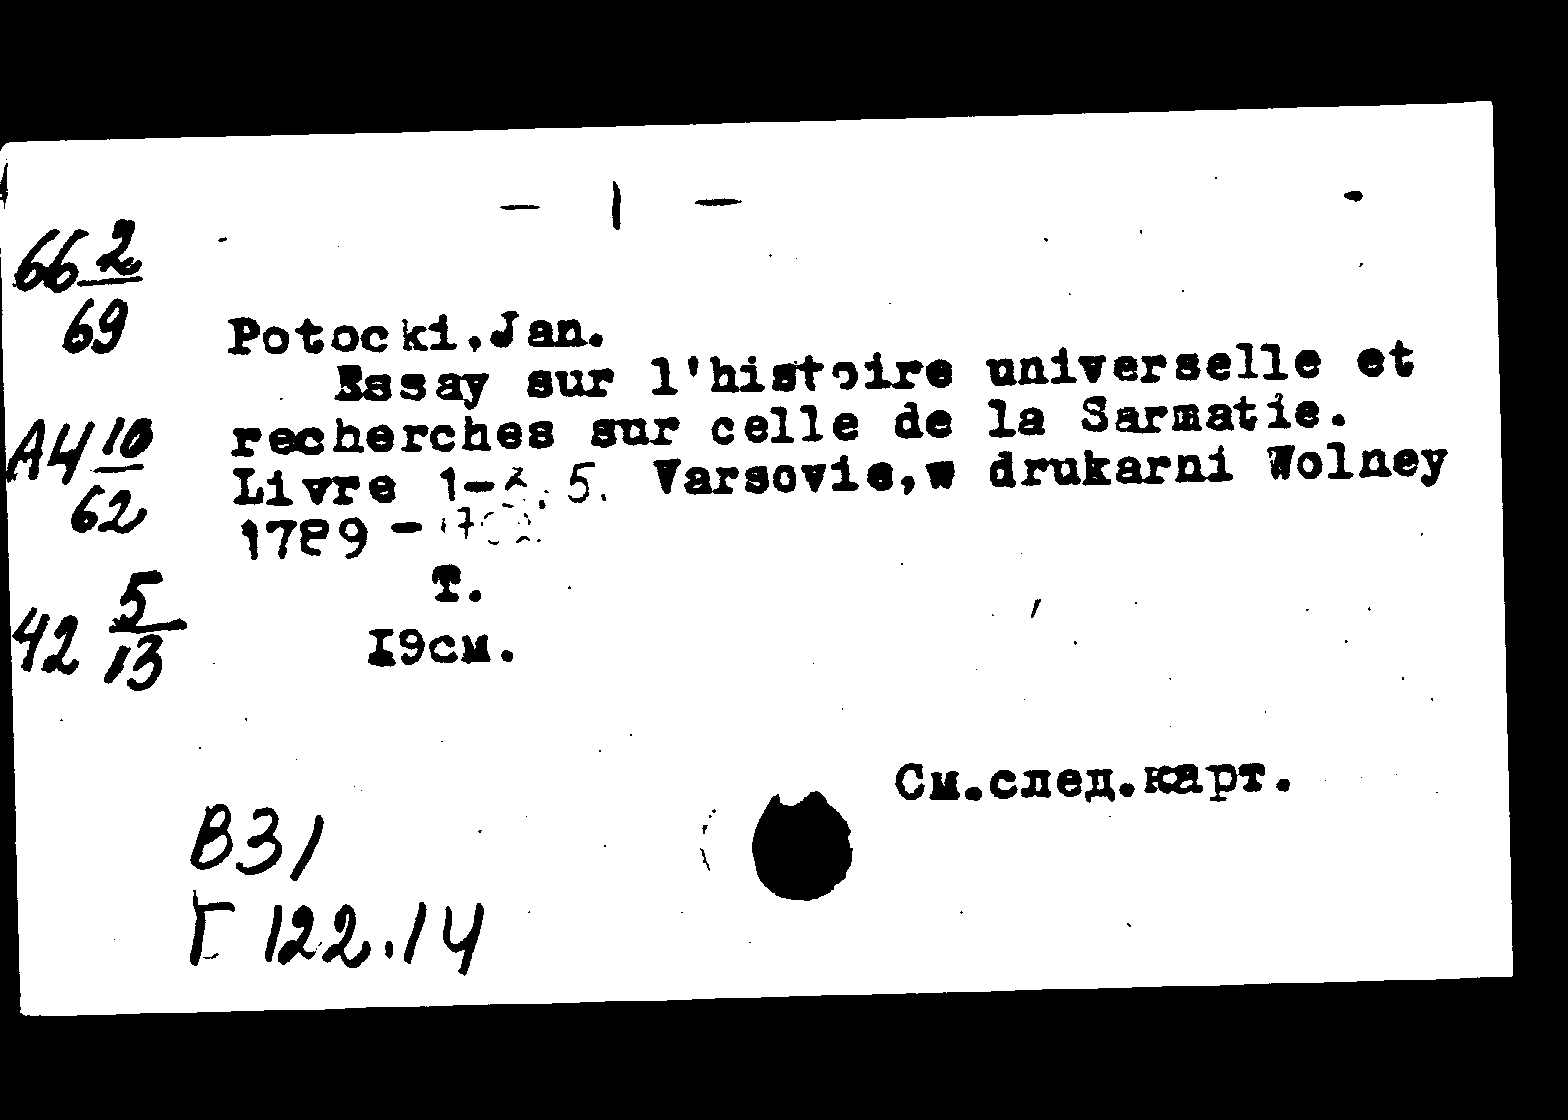 - 1 -
66 2/69
Potocki, Jan.
Essay sur l'histoire universelle et
A4 10/62
recherches sur celle de la Sarmatie.
Livre 1- 5. Varsovie, w drukarni Wolney
1789 -
T.
42 5/13
19см.
См.след.карт.
В31
Г 122.14